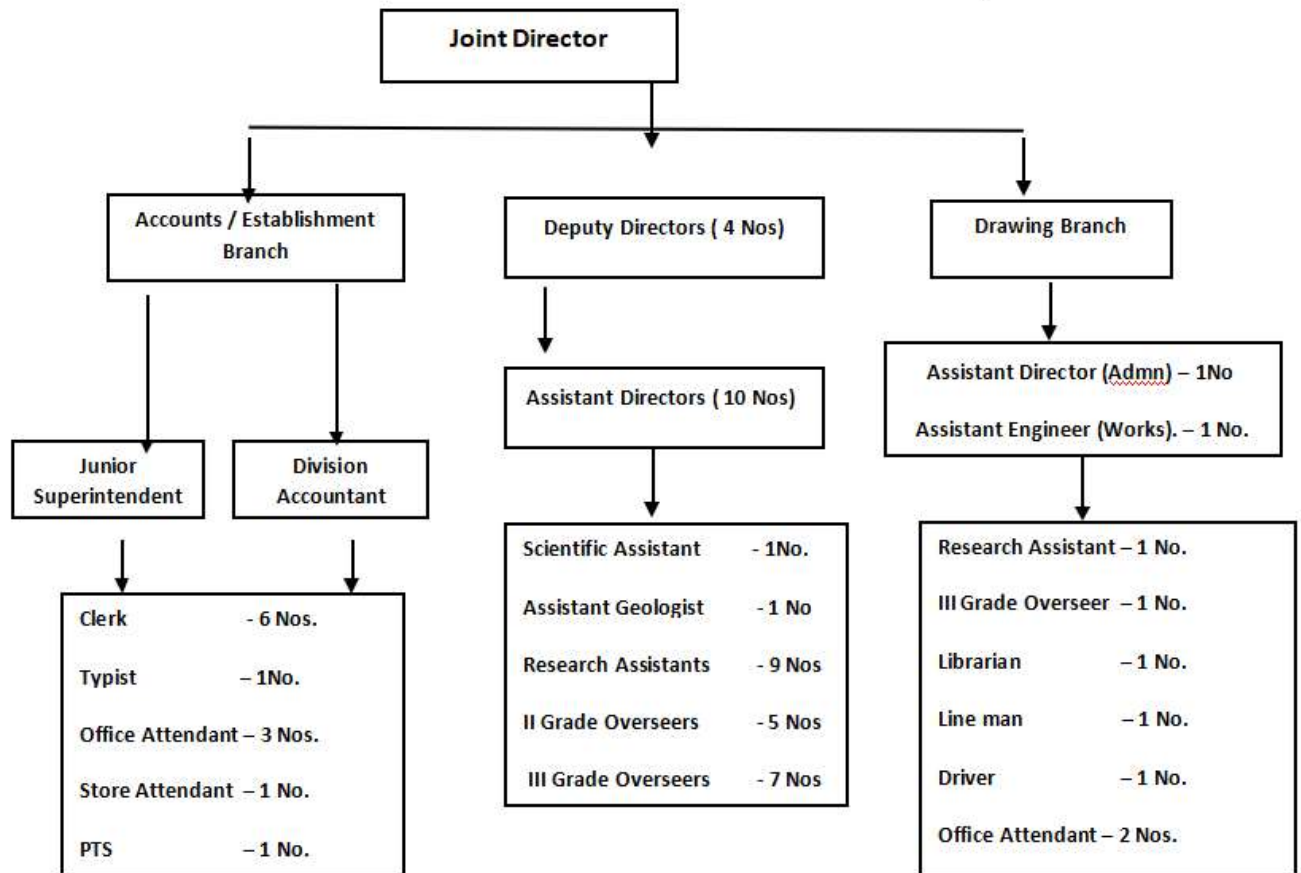 Joint Director
Accounts / Establishment
Branch
Deputy Directors ( 4 Nos)
Drawing Branch
Assistant Directors ( 10 Nos)
Assistant Director (Admn) – 1No
Assistant Engineer (Works). – 1 No.
Junior
Superintendent
Division
Accountant
Clerk - 6 Nos.
Typist – 1No.
Office Attendant – 3 Nos.
Store Attendant – 1 No.
PTS – 1 No.
Scientific Assistant - 1No.
Assistant Geologist - 1 No
Research Assistants - 9 Nos
II Grade Overseers - 5 Nos
III Grade Overseers - 7 Nos
Research Assistant – 1 No.
III Grade Overseer – 1 No.
Librarian – 1 No.
Line man – 1 No.
Driver – 1 No.
Office Attendant – 2 Nos.